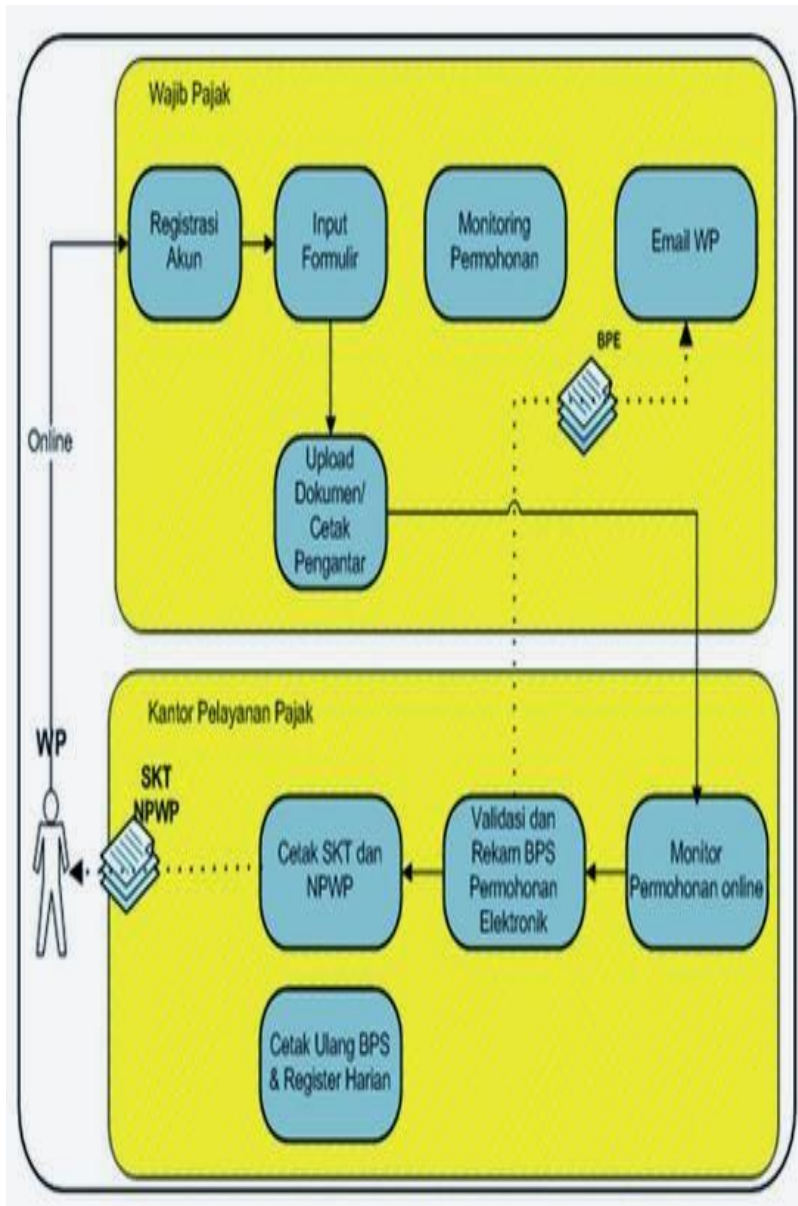 Wajib Pajak
Registrasi
Akun
Input
Formulir
Monitoring
Permohonan
Email WP
BPE
Online
Upload
Dokumen/
Cetak
Pengantar
Kantor Pelayanan Pajak
WP
SKT
NPWP
Cetak SKT dan
NPWP
Validasi dan
Rekam BPS
Permohonan
Elektronik
Monitor
Permohonan online
Cetak Ulang BPS
& Register Harian